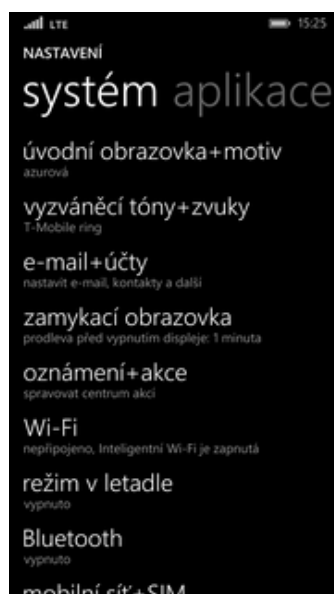 LTE 15:25
NASTAVENÍ
systém aplikace
úvodní obrazovka+motiv
azurová
vyzváněcí tóny+zvuky
T-Mobile ring
e-mail+účty
nastavit e-mail, kontakty a další
zamykací obrazovka
prodleva před vypnutím displeje: 1 minuta
oznámení+akce
spravovat centrum akcí
Wi-Fi
nepřipojeno, Inteligentní Wi-Fi je zapnutá
režim v letadle
vypnuto
Bluetooth
vypnuto
mobilní síť+SIM